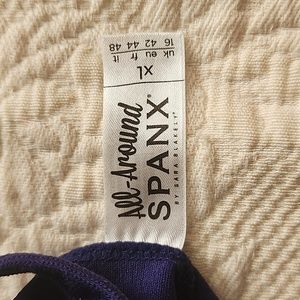 All-Around
SPANX®
BY SARA BLAKELY®
XL
uk 16
eu 42
fr 44
it 48